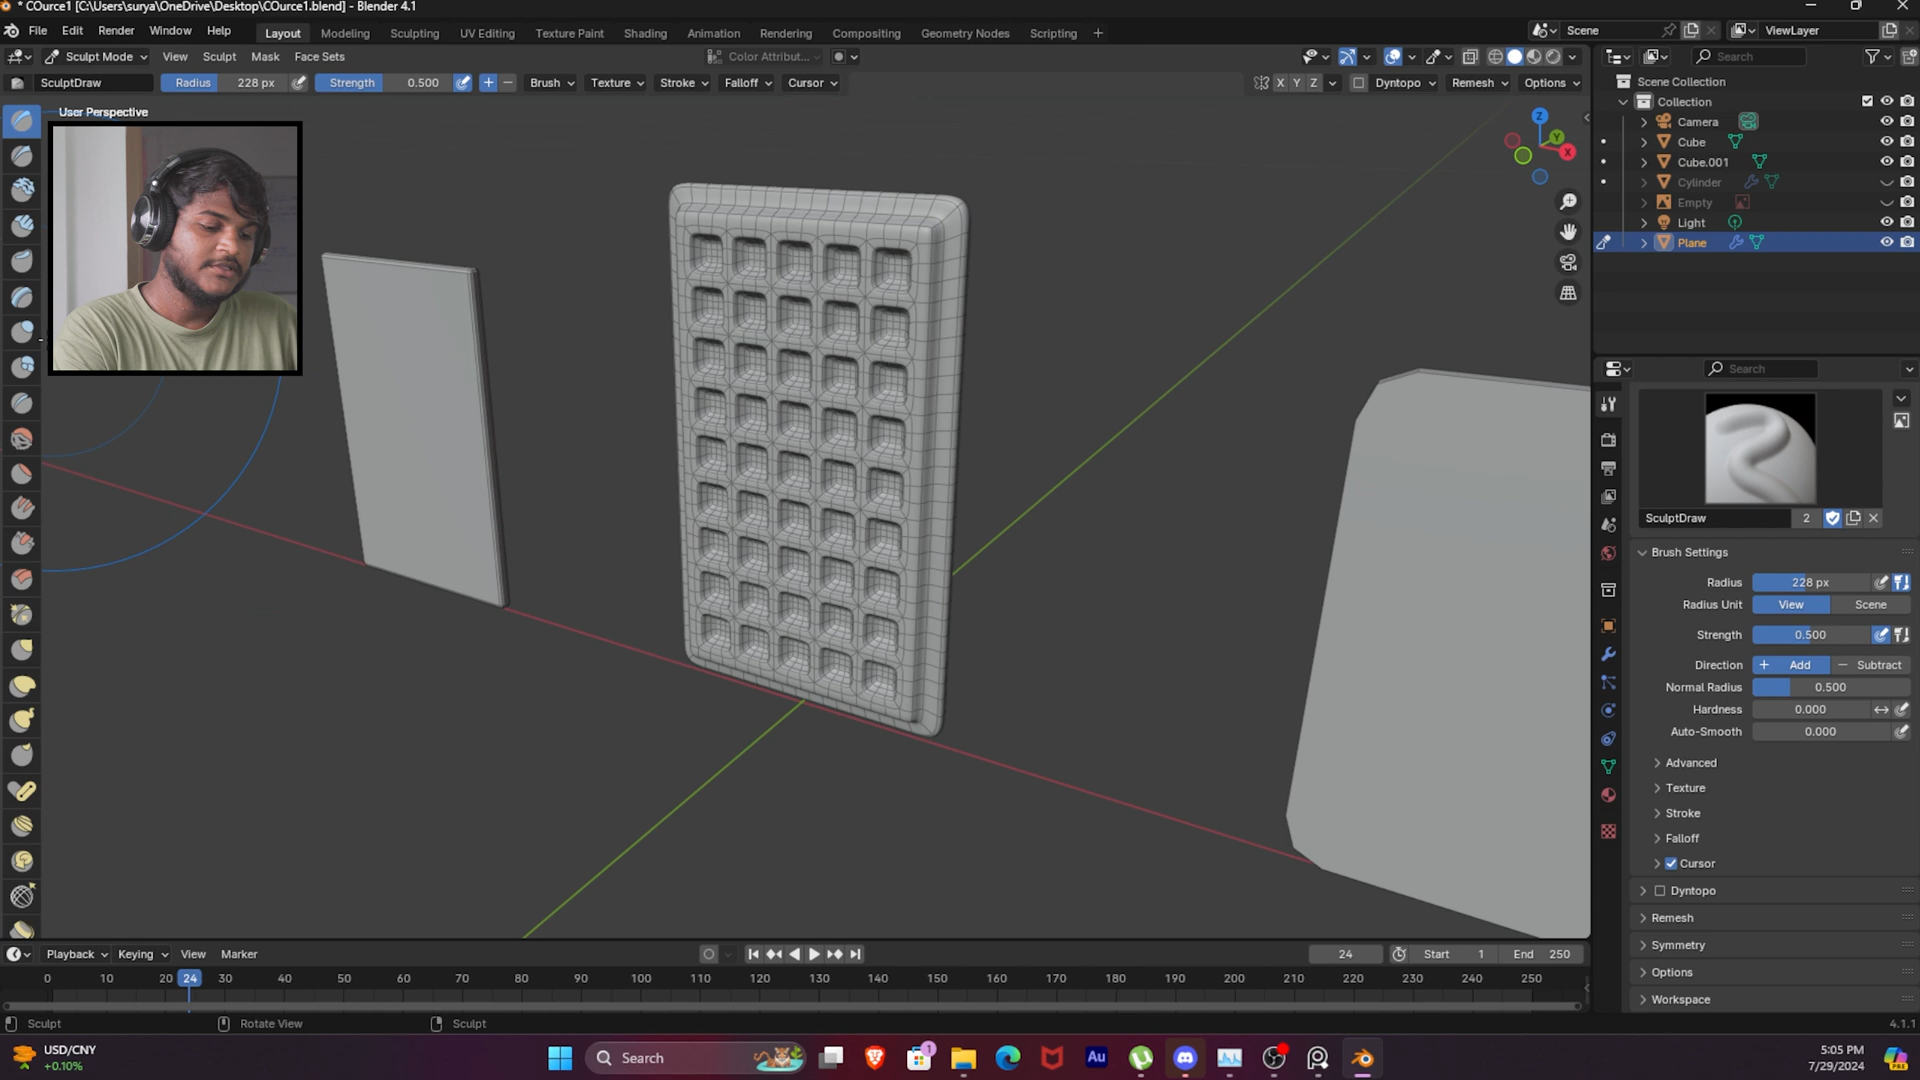 * COurce1 [C:\Users\surya\OneDrive\Desktop\COurce1.blend] - Blender 4.1
File Edit Render Window Help Layout Modeling Sculpting UV Editing Texture Paint Shading Animation Rendering Compositing Geometry Nodes Scripting + Scene ViewLayer
Sculpt Mode View Sculpt Mask Face Sets Color Attribut... Search
SculptDraw Radius 228 px Strength 0.500 + − Brush Texture Stroke Falloff Cursor X Y Z Dyntopo Remesh Options
User Perspective
Z
Y
X
Scene Collection
Collection
Camera
Cube
Cube.001
Cylinder
Empty
Light
Plane
Search
SculptDraw 2
Brush Settings
Radius 228 px
Radius Unit View Scene
Strength 0.500
Direction + Add − Subtract
Normal Radius 0.500
Hardness 0.000
Auto-Smooth 0.000
Advanced
Texture
Stroke
Falloff
Cursor
Dyntopo
Remesh
Symmetry
Options
Workspace
Playback Keying View Marker 24 Start 1 End 250
0 10 20 24 30 40 50 60 70 80 90 100 110 120 130 140 150 160 170 180 190 200 210 220 230 240 250
Sculpt Rotate View Sculpt 4.1.1
USD/CNY
+0.10%
Search
1
Au
PRE
5:05 PM
7/29/2024